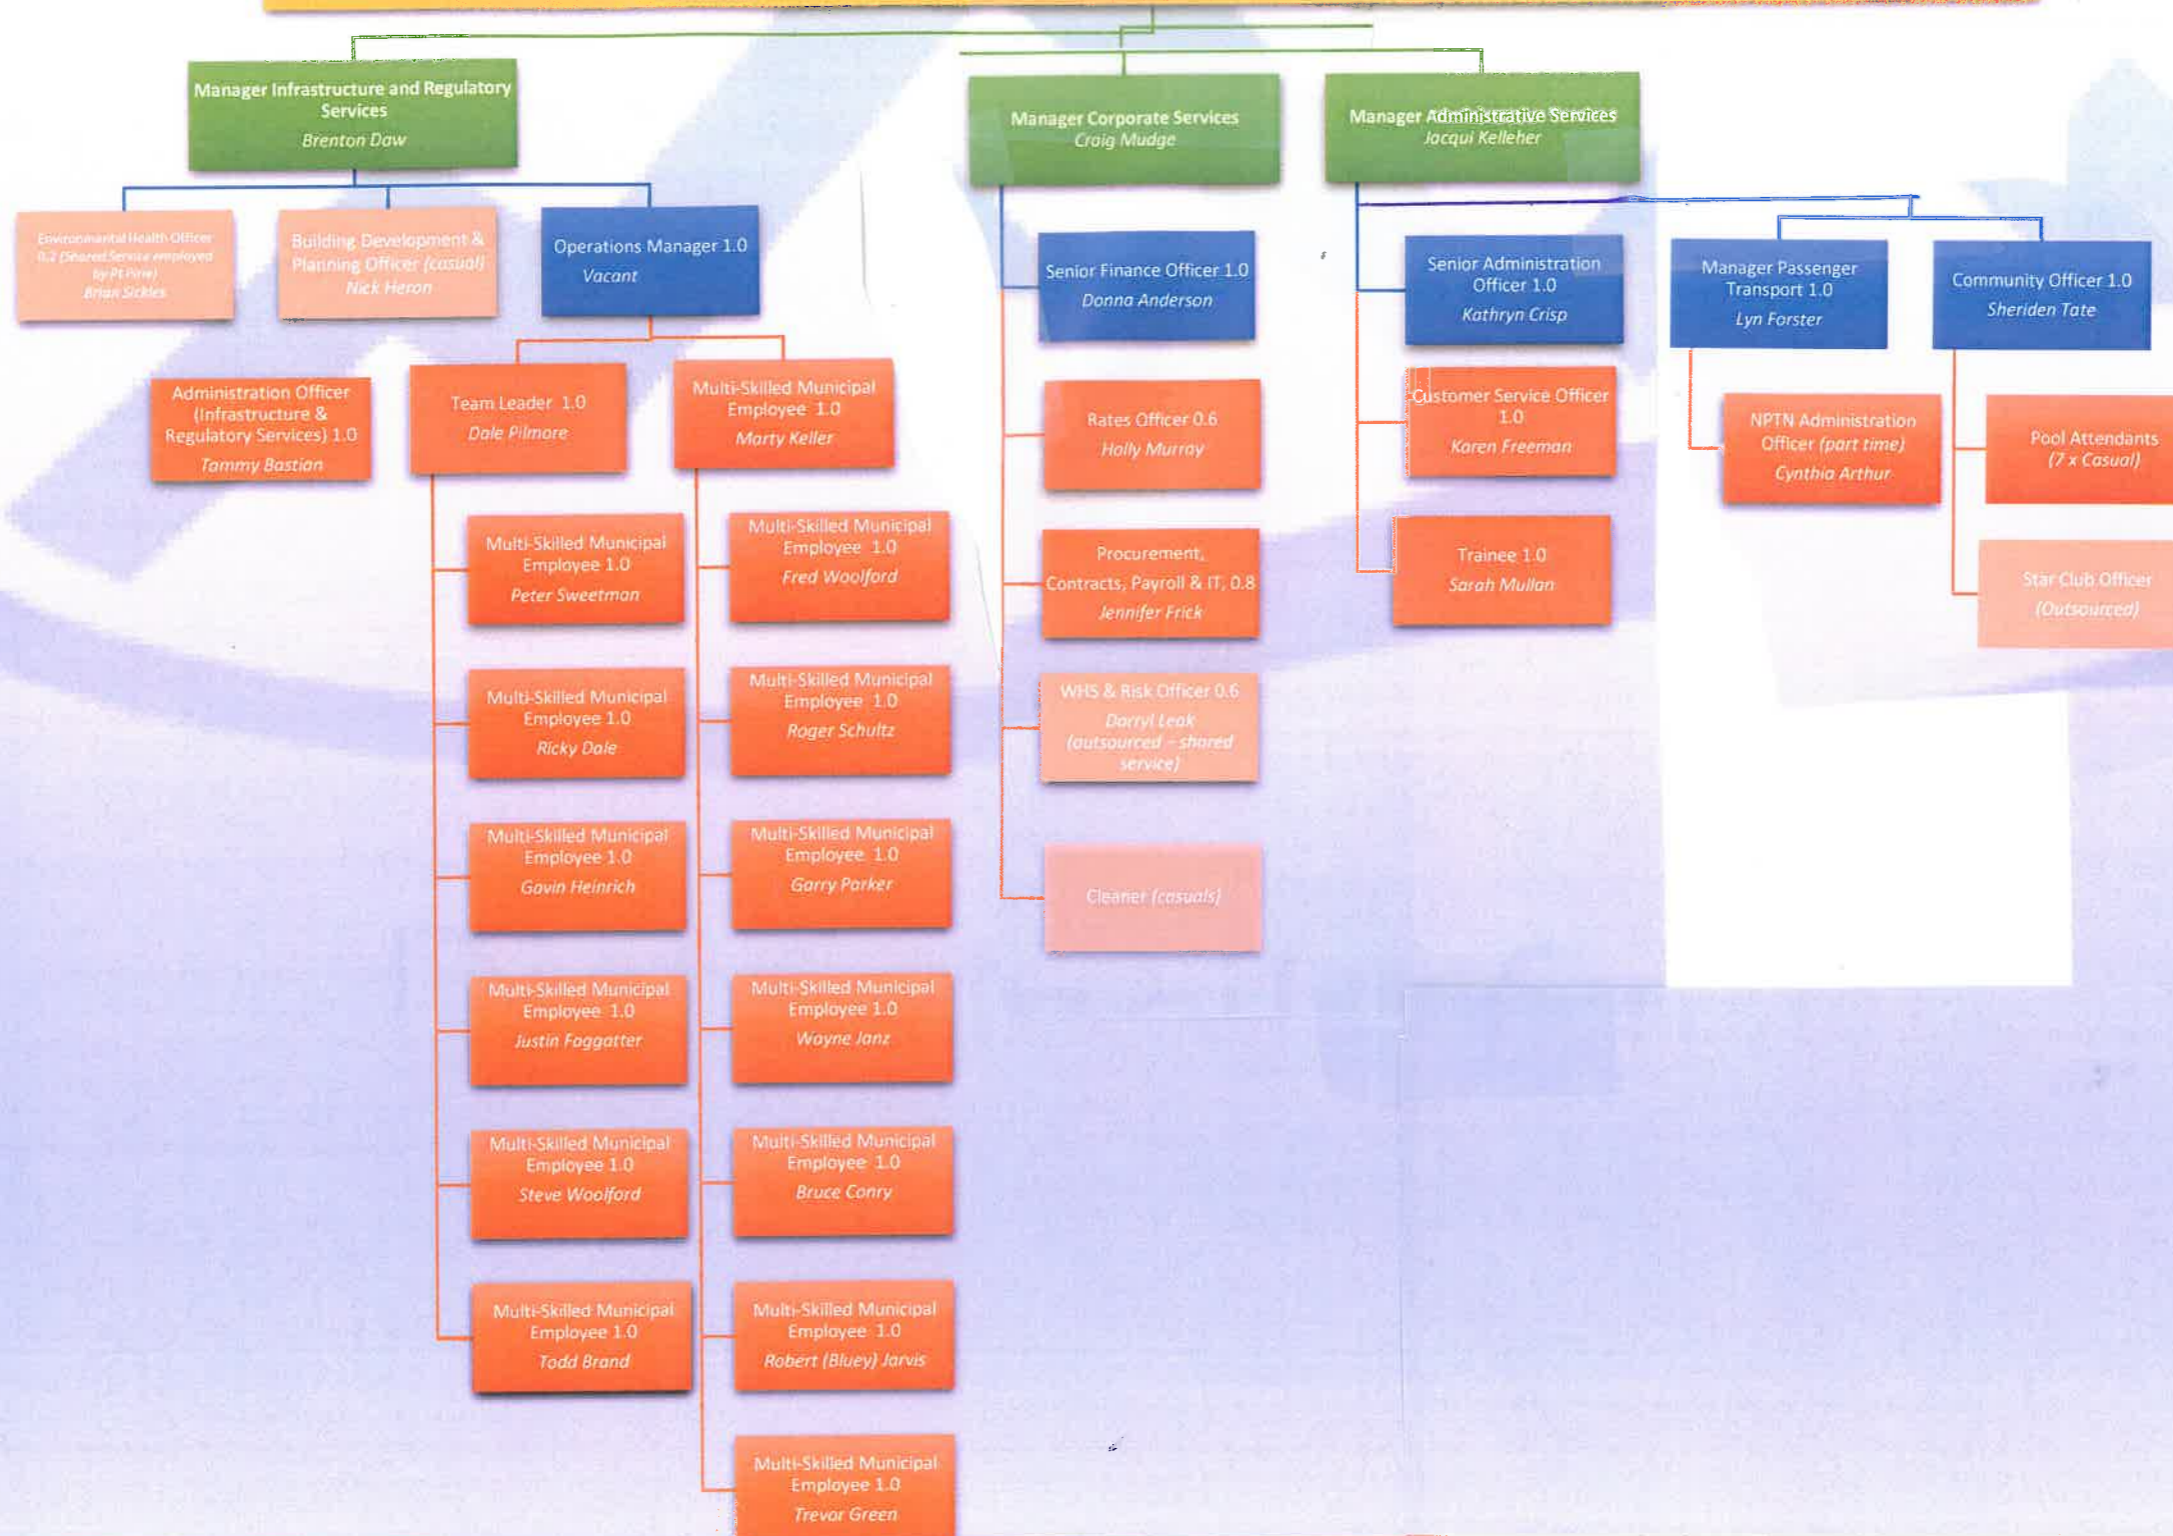 Manager Infrastructure and Regulatory
Services
Brenton Daw
Manager Corporate Services
Craig Mudge
Manager Administrative Services
Jacqui Kelleher
Environmental Health Officer
0.2 (Shared Service employed
by Pt Pirie)
Brian Sickles
Building Development &
Planning Officer (casual)
Nick Heron
Operations Manager 1.0
Vacant
Senior Finance Officer 1.0
Donna Anderson
Senior Administration
Officer 1.0
Kathryn Crisp
Manager Passenger
Transport 1.0
Lyn Forster
Community Officer 1.0
Sheriden Tate
Administration Officer
(Infrastructure &
Regulatory Services) 1.0
Tammy Bastian
Team Leader 1.0
Dale Pilmore
Multi-Skilled Municipal
Employee 1.0
Marty Keller
Rates Officer 0.6
Holly Murray
Customer Service Officer
1.0
Karen Freeman
NPTN Administration
Officer (part time)
Cynthia Arthur
Pool Attendants
(7 x Casual)
Multi-Skilled Municipal
Employee 1.0
Peter Sweetman
Multi-Skilled Municipal
Employee 1.0
Fred Woolford
Procurement,
Contracts, Payroll & IT, 0.8
Jennifer Frick
Trainee 1.0
Sarah Mullan
Star Club Officer
(Outsourced)
Multi-Skilled Municipal
Employee 1.0
Ricky Dale
Multi-Skilled Municipal
Employee 1.0
Roger Schultz
WHS & Risk Officer 0.6
Darryl Leak
(outsourced – shared
service)
Multi-Skilled Municipal
Employee 1.0
Gavin Heinrich
Multi-Skilled Municipal
Employee 1.0
Garry Parker
Cleaner (casuals)
Multi-Skilled Municipal
Employee 1.0
Justin Faggatter
Multi-Skilled Municipal
Employee 1.0
Wayne Janz
Multi-Skilled Municipal
Employee 1.0
Steve Woolford
Multi-Skilled Municipal
Employee 1.0
Bruce Conry
Multi-Skilled Municipal
Employee 1.0
Todd Brand
Multi-Skilled Municipal
Employee 1.0
Robert (Bluey) Jarvis
Multi-Skilled Municipal
Employee 1.0
Trevor Green